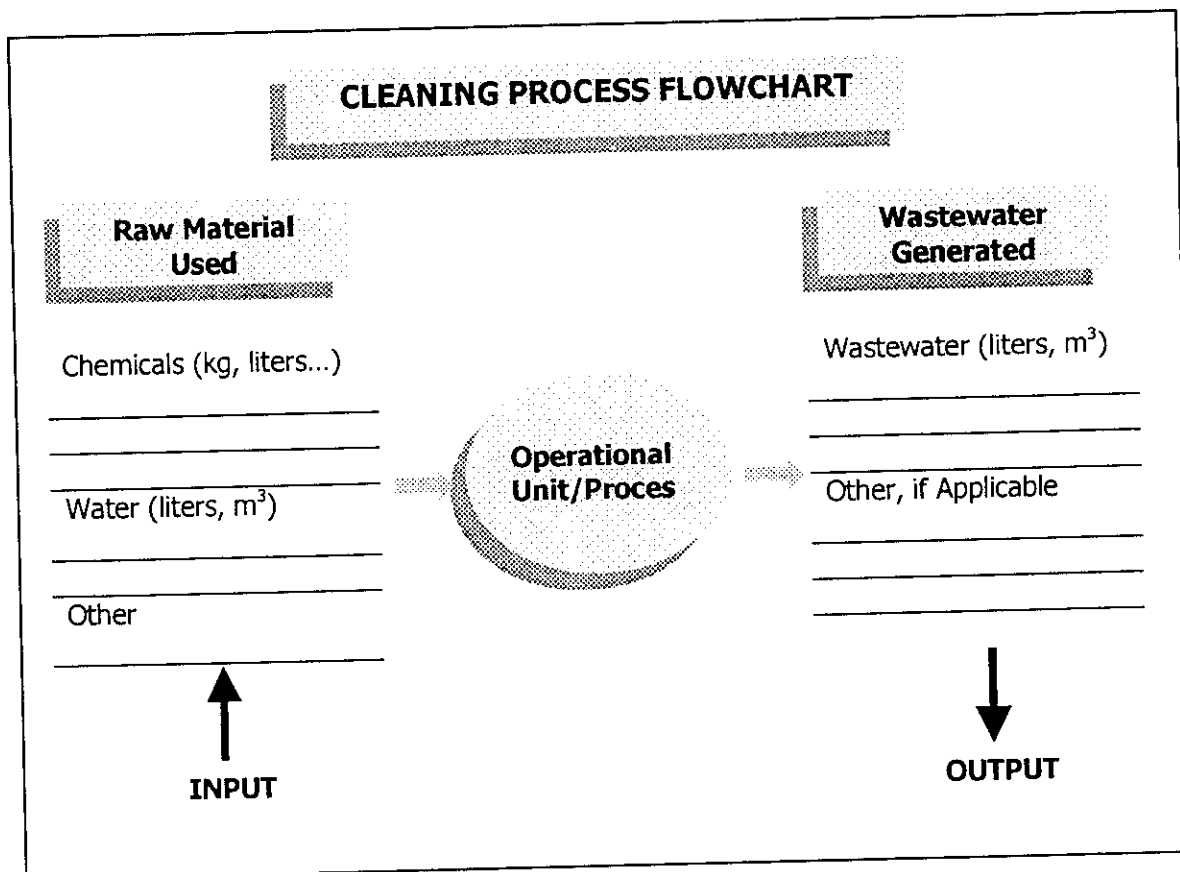 CLEANING PROCESS FLOWCHART
Raw Material
Used
Chemicals (kg, liters...)
Water (liters, m³)
Other
INPUT
Operational
Unit/Proces
Wastewater
Generated
Wastewater (liters, m³)
Other, if Applicable
OUTPUT